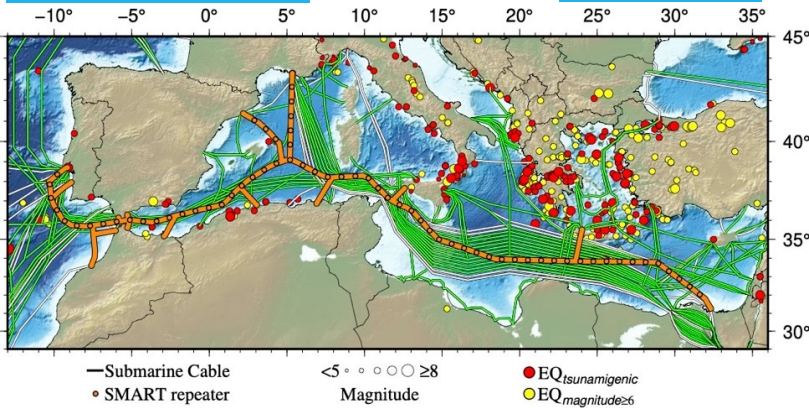 −10° −5° 0° 5° 10° 15° 20° 25° 30° 35°
45°
40°
35°
30°
Submarine Cable <5 ≥8 EQtsunamigenic
SMART repeater Magnitude EQmagnitude≥6